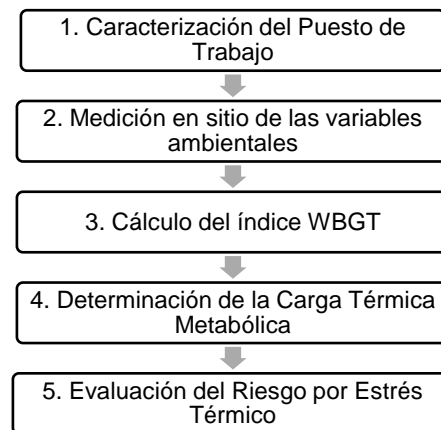 1. Caracterización del Puesto de
Trabajo
2. Medición en sitio de las variables
ambientales
3. Cálculo del índice WBGT
4. Determinación de la Carga Térmica
Metabólica
5. Evaluación del Riesgo por Estrés
Térmico